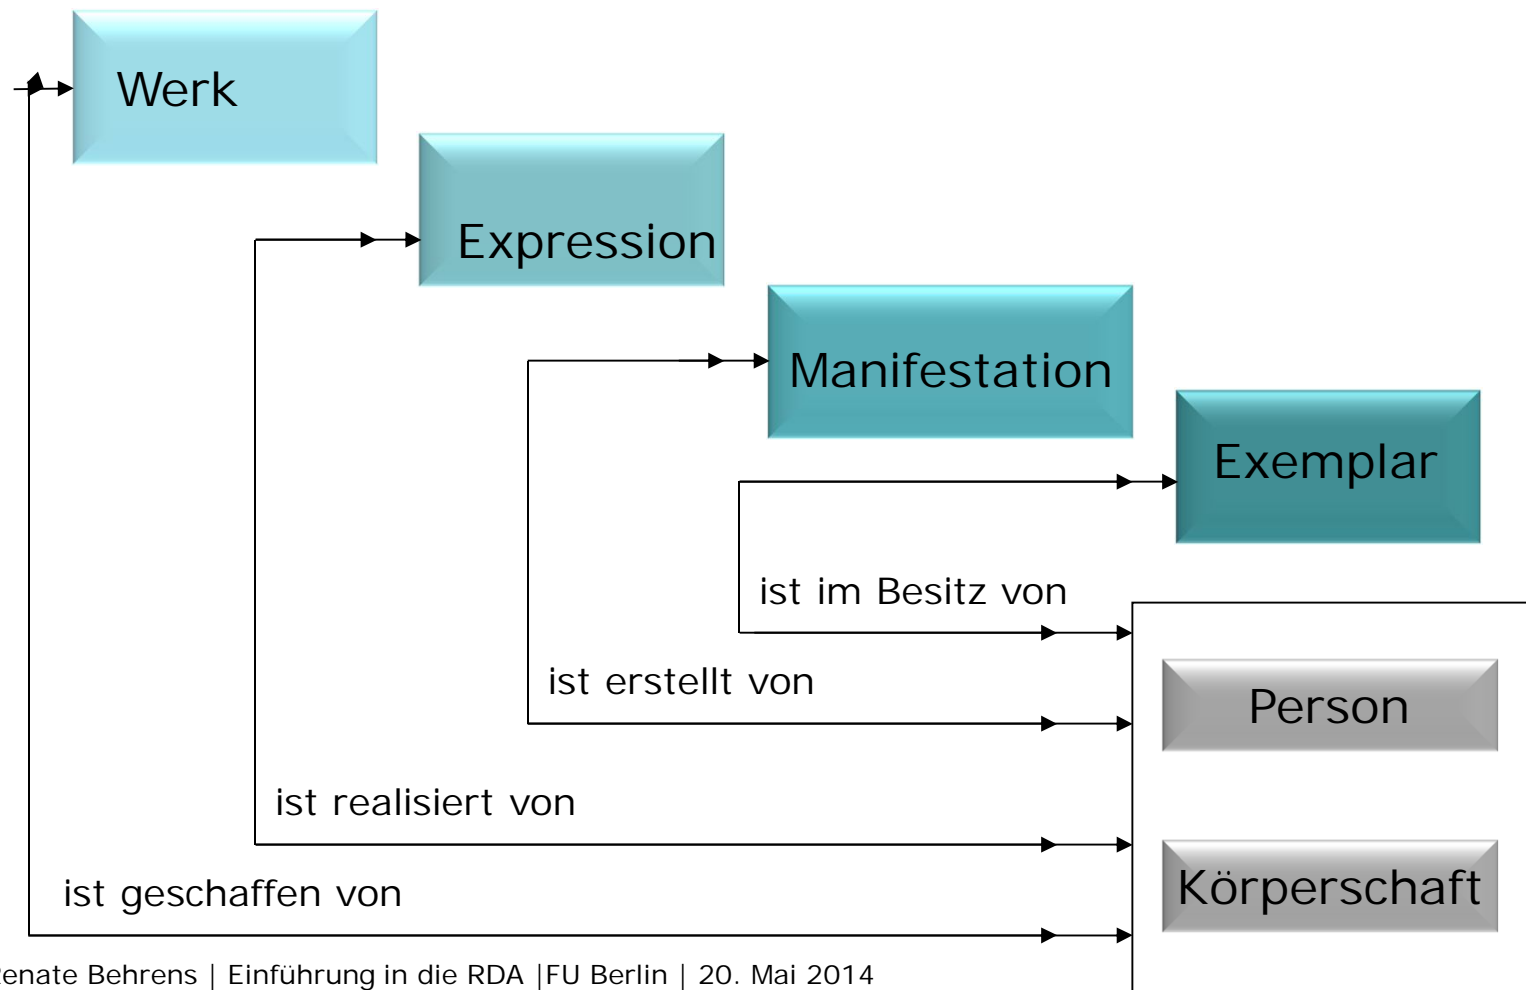 Werk
Expression
Manifestation
Exemplar
ist im Besitz von
ist erstellt von
Person
ist realisiert von
Körperschaft
ist geschaffen von
Renate Behrens | Einführung in die RDA |FU Berlin | 20. Mai 2014